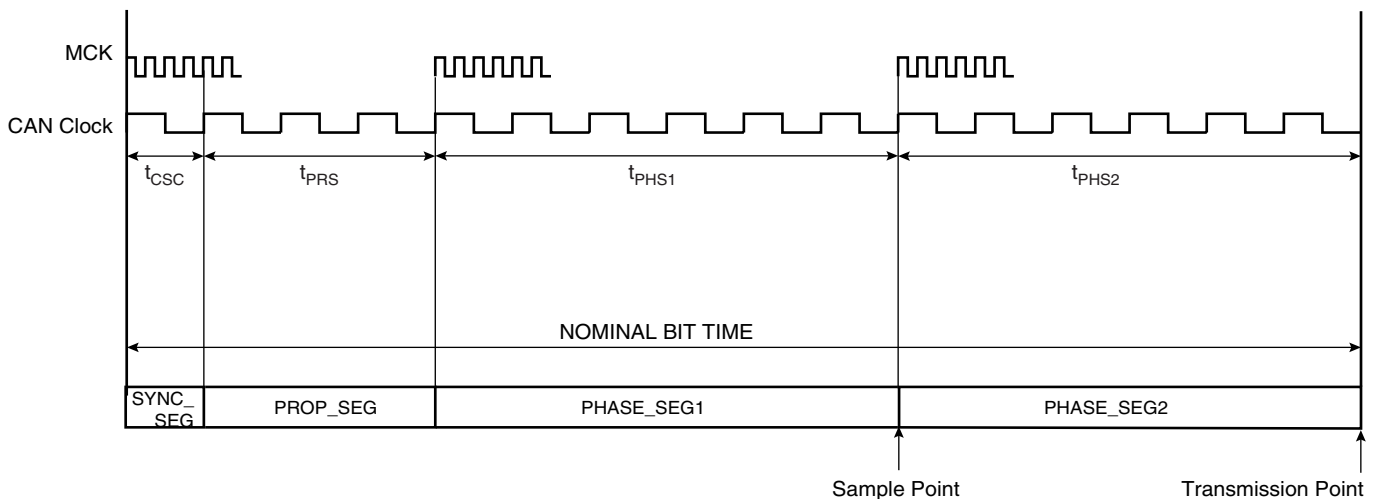 MCK
CAN Clock
tCSC
tPRS
tPHS1
tPHS2
NOMINAL BIT TIME
SYNC_
SEG
PROP_SEG
PHASE_SEG1
PHASE_SEG2
Sample Point
Transmission Point